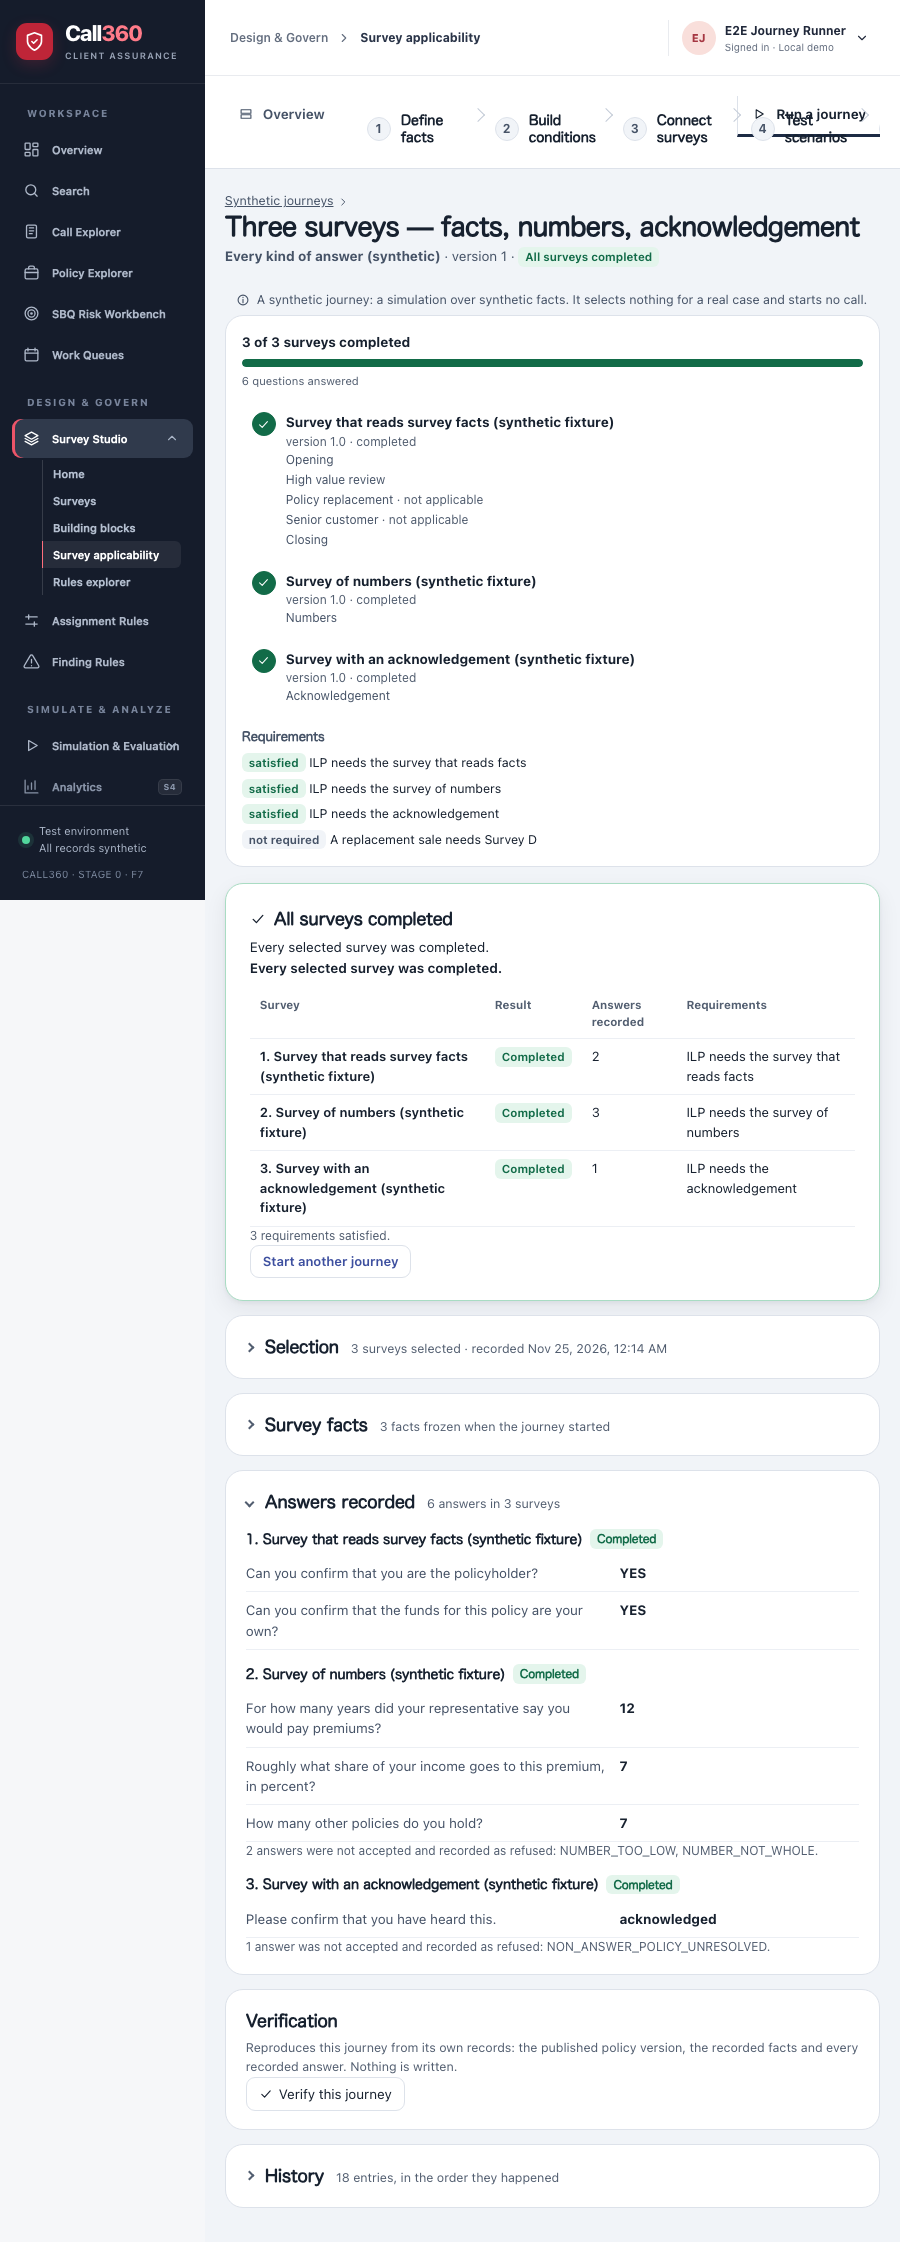 Call360
CLIENT ASSURANCE
WORKSPACE
Overview
Search
Call Explorer
Policy Explorer
SBQ Risk Workbench
Work Queues
DESIGN & GOVERN
Survey Studio
Home
Surveys
Building blocks
Survey applicability
Rules explorer
Assignment Rules
Finding Rules
SIMULATE & ANALYZE
Simulation & Evaluation
Analytics S4
Test environment
All records synthetic
CALL360 · STAGE 0 · F7
Design & Govern > Survey applicability
EJ
E2E Journey Runner
Signed in · Local demo
Overview
1 Define facts
2 Build conditions
3 Connect surveys
4 Test scenarios
Run a journey
Synthetic journeys >
Three surveys — facts, numbers, acknowledgement
Every kind of answer (synthetic) · version 1 · All surveys completed
A synthetic journey: a simulation over synthetic facts. It selects nothing for a real case and starts no call.
3 of 3 surveys completed
6 questions answered
Survey that reads survey facts (synthetic fixture)
version 1.0 · completed
Opening
High value review
Policy replacement · not applicable
Senior customer · not applicable
Closing
Survey of numbers (synthetic fixture)
version 1.0 · completed
Numbers
Survey with an acknowledgement (synthetic fixture)
version 1.0 · completed
Acknowledgement
Requirements
satisfied ILP needs the survey that reads facts
satisfied ILP needs the survey of numbers
satisfied ILP needs the acknowledgement
not required A replacement sale needs Survey D
All surveys completed
Every selected survey was completed.
Every selected survey was completed.
Survey Result Answers recorded Requirements
1. Survey that reads survey facts (synthetic fixture) Completed 2 ILP needs the survey that reads facts
2. Survey of numbers (synthetic fixture) Completed 3 ILP needs the survey of numbers
3. Survey with an acknowledgement (synthetic fixture) Completed 1 ILP needs the acknowledgement
3 requirements satisfied.
Start another journey
Selection 3 surveys selected · recorded Nov 25, 2026, 12:14 AM
Survey facts 3 facts frozen when the journey started
Answers recorded 6 answers in 3 surveys
1. Survey that reads survey facts (synthetic fixture) Completed
Can you confirm that you are the policyholder? YES
Can you confirm that the funds for this policy are your own? YES
2. Survey of numbers (synthetic fixture) Completed
For how many years did your representative say you would pay premiums? 12
Roughly what share of your income goes to this premium, in percent? 7
How many other policies do you hold? 7
2 answers were not accepted and recorded as refused: NUMBER_TOO_LOW, NUMBER_NOT_WHOLE.
3. Survey with an acknowledgement (synthetic fixture) Completed
Please confirm that you have heard this. acknowledged
1 answer was not accepted and recorded as refused: NON_ANSWER_POLICY_UNRESOLVED.
Verification
Reproduces this journey from its own records: the published policy version, the recorded facts and every
recorded answer. Nothing is written.
Verify this journey
History 18 entries, in the order they happened